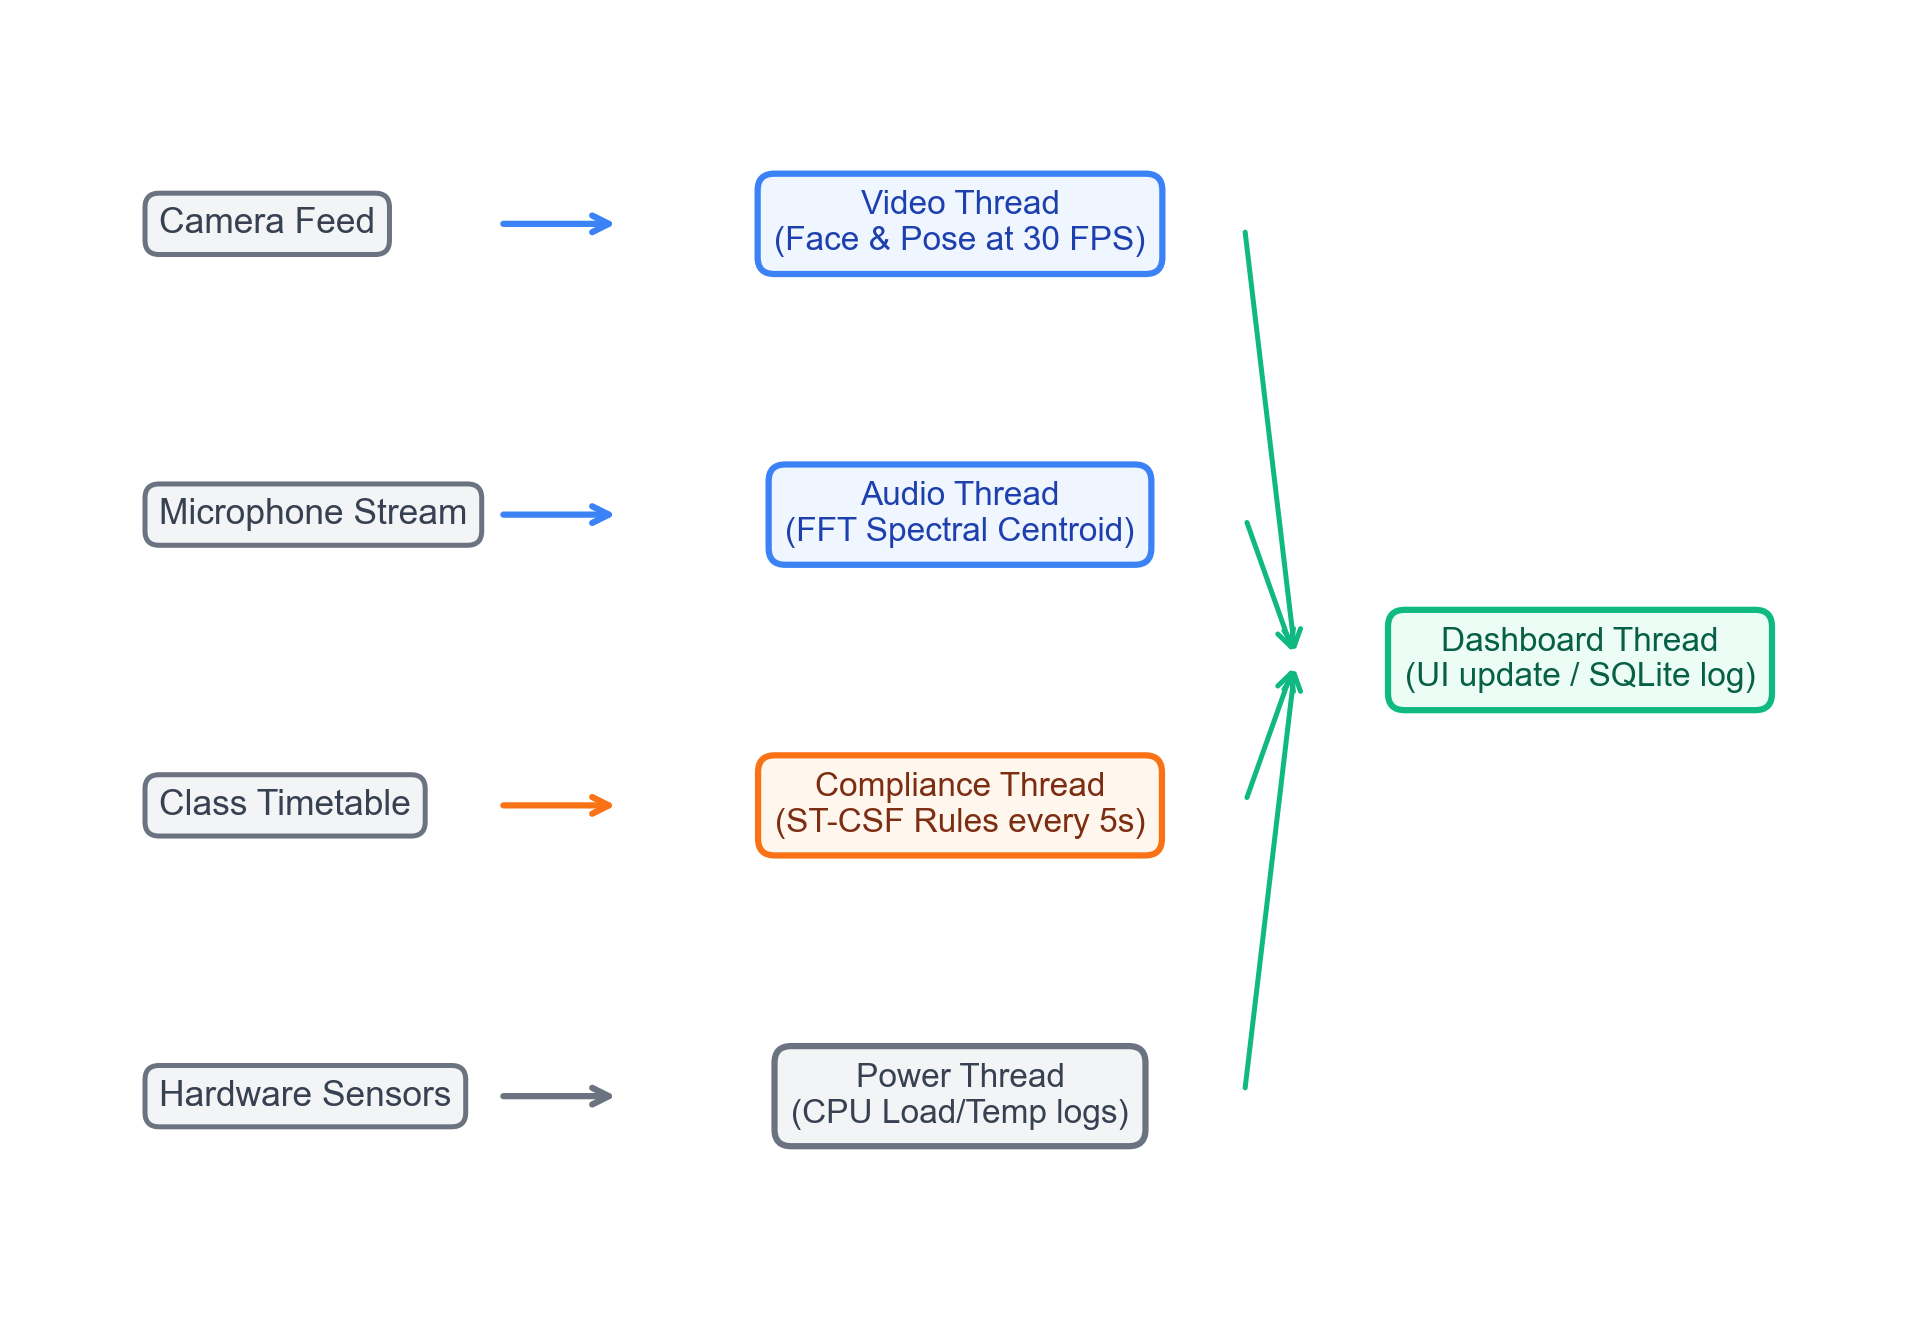 Camera Feed
Video Thread
(Face & Pose at 30 FPS)
Microphone Stream
Audio Thread
(FFT Spectral Centroid)
Dashboard Thread
(UI update / SQLite log)
Class Timetable
Compliance Thread
(ST-CSF Rules every 5s)
Hardware Sensors
Power Thread
(CPU Load/Temp logs)